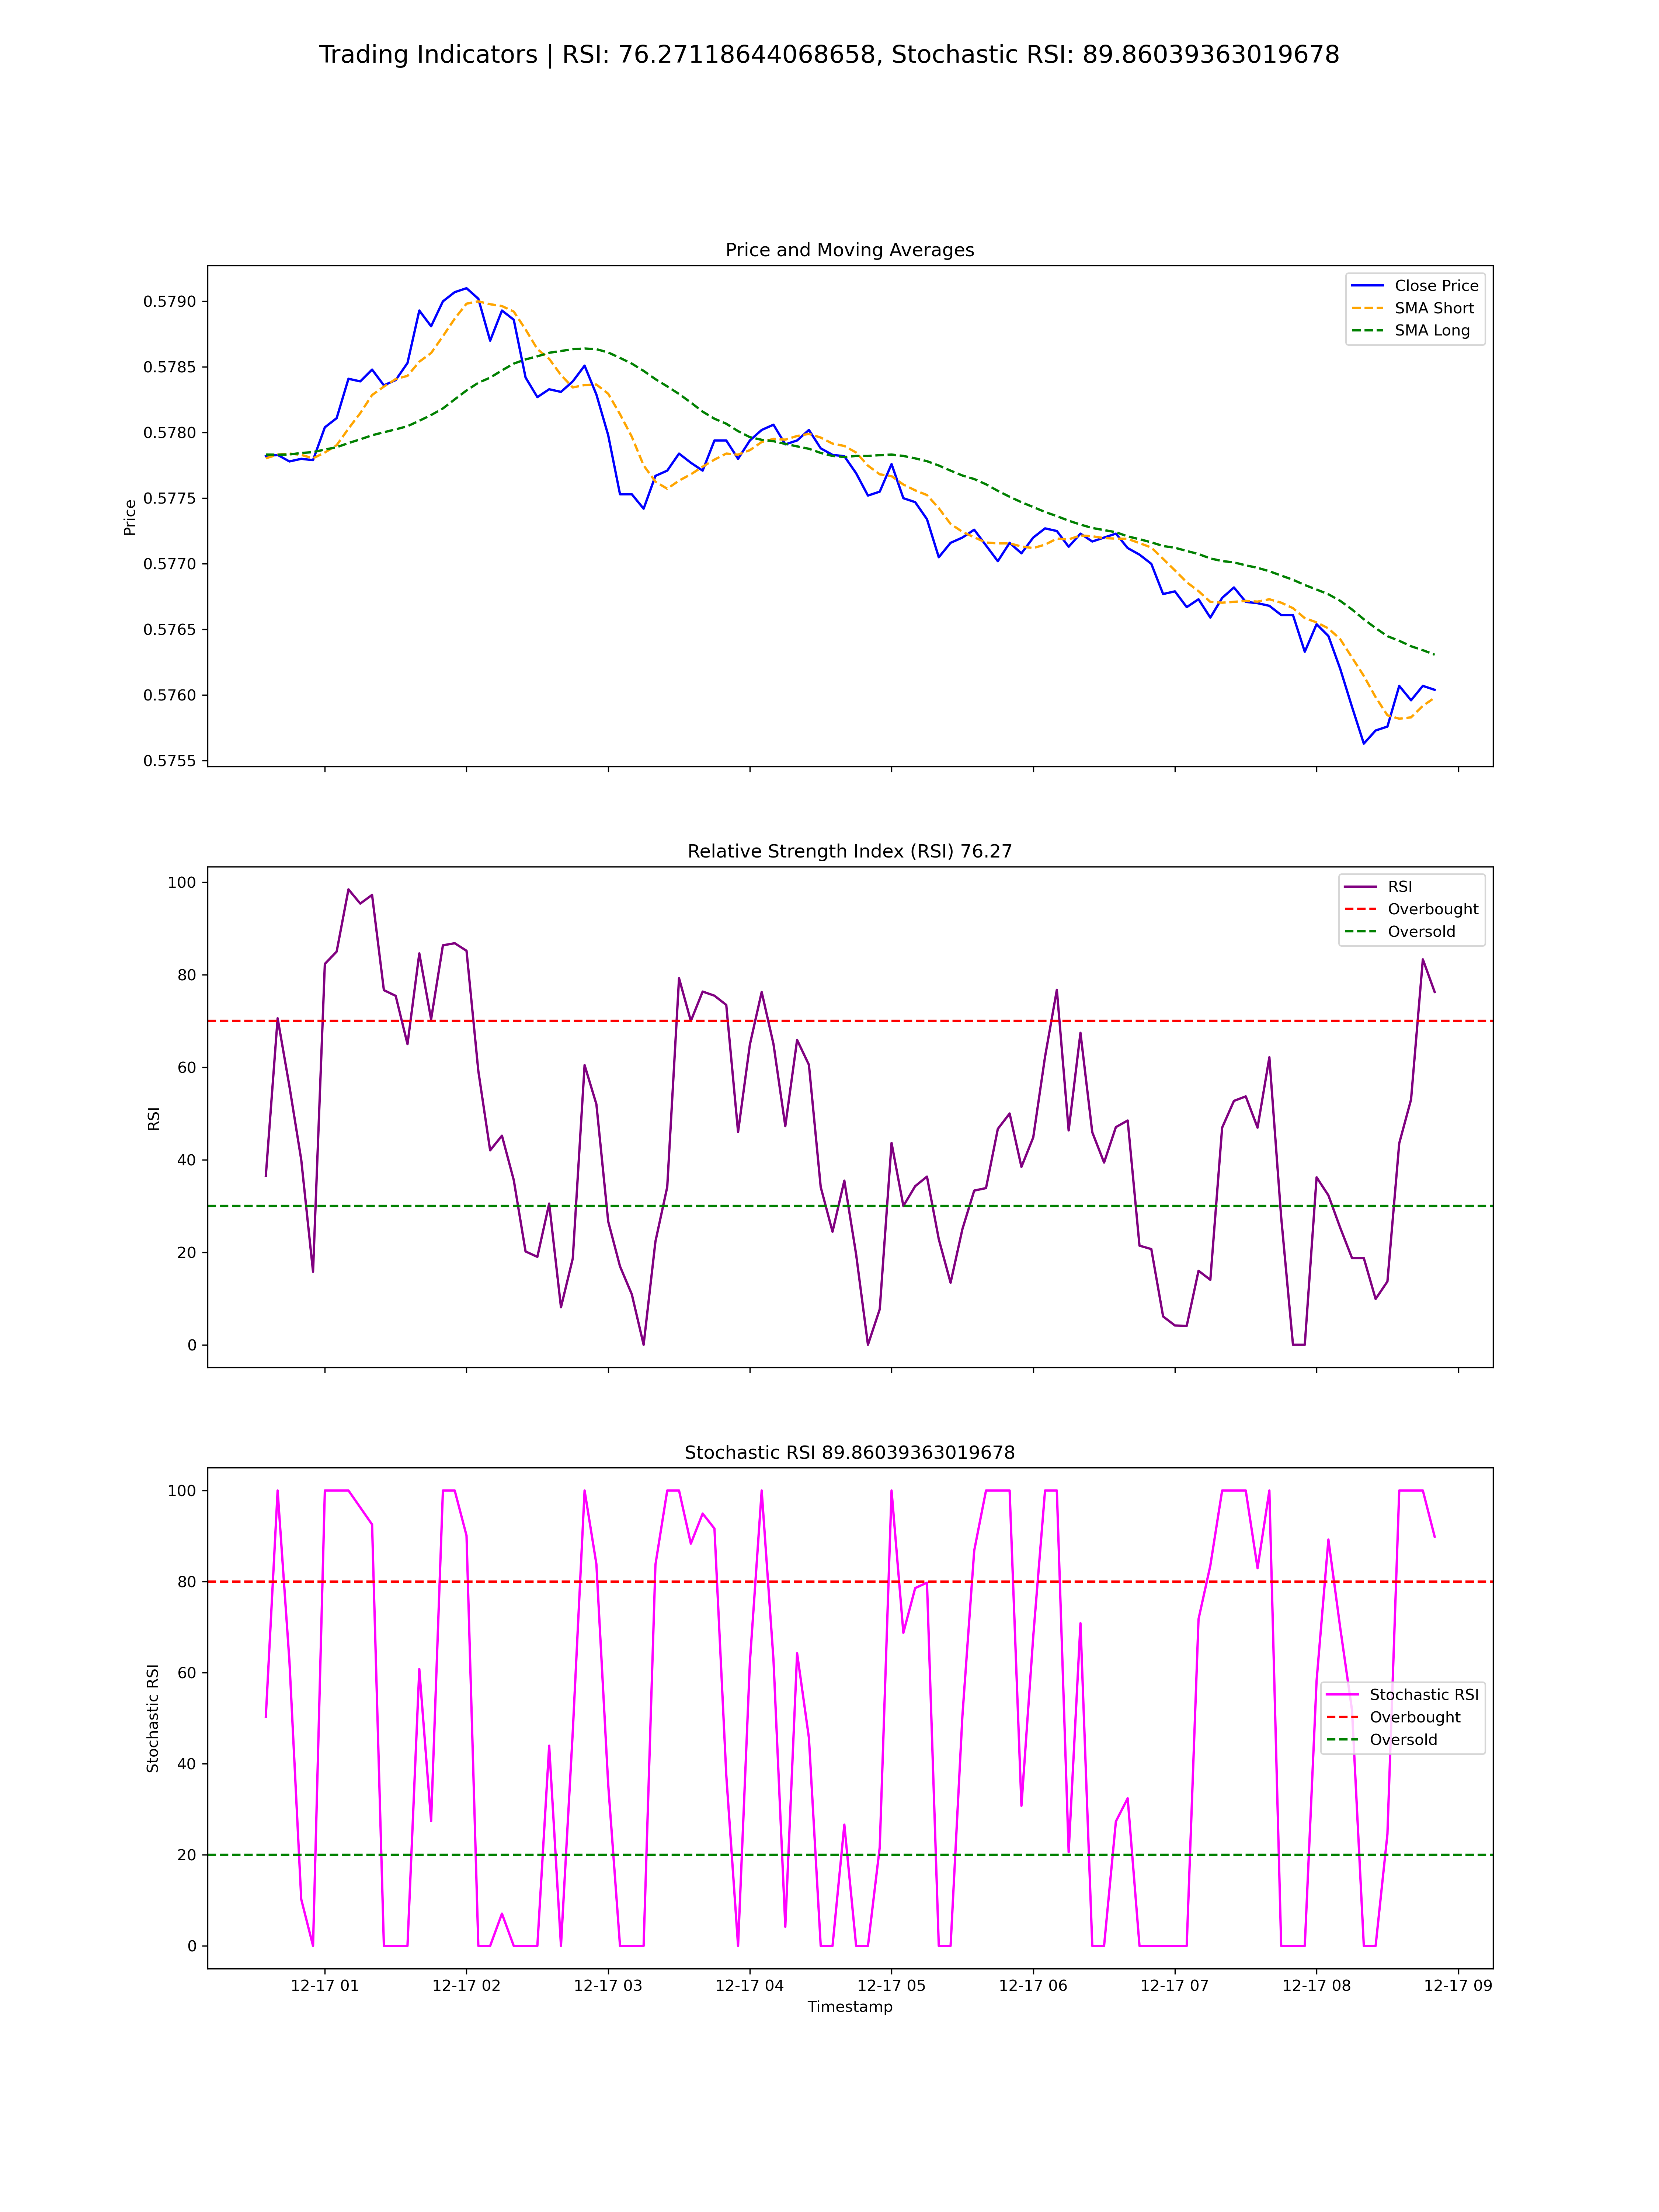 Trading Indicators | RSI: 76.27118644068658, Stochastic RSI: 89.86039363019678
Price and Moving Averages
Close Price
SMA Short
SMA Long
0.5790
0.5785
0.5780
0.5775
0.5770
0.5765
0.5760
0.5755
Price
Relative Strength Index (RSI) 76.27
RSI
Overbought
Oversold
100
80
60
40
20
0
RSI
Stochastic RSI 89.86039363019678
100
80
60
40
20
0
Stochastic RSI
Stochastic RSI
Overbought
Oversold
12-17 01 12-17 02 12-17 03 12-17 04 12-17 05 12-17 06 12-17 07 12-17 08 12-17 09
Timestamp